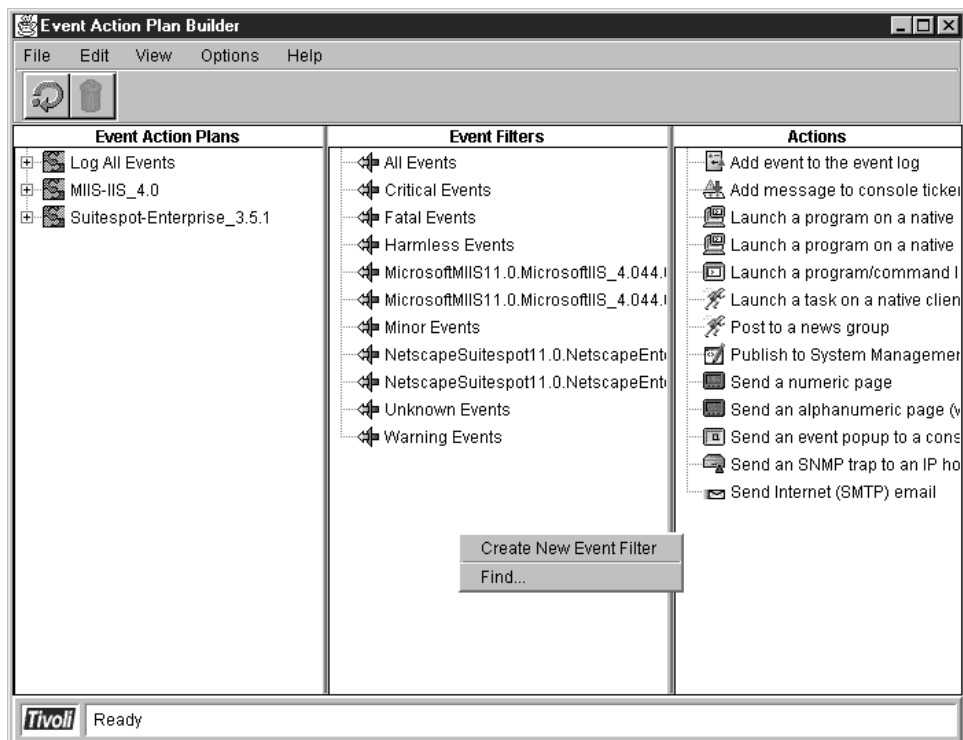 Event Action Plan Builder
File Edit View Options Help
Event Action Plans
Log All Events
MIIS-IIS_4.0
Suitespot-Enterprise_3.5.1
Event Filters
All Events
Critical Events
Fatal Events
Harmless Events
MicrosoftMIIS11.0.MicrosoftIIS_4.044.
MicrosoftMIIS11.0.MicrosoftIIS_4.044.
Minor Events
NetscapeSuitespot11.0.NetscapeEnt
NetscapeSuitespot11.0.NetscapeEnt
Unknown Events
Warning Events
Create New Event Filter
Find...
Actions
Add event to the event log
Add message to console ticker
Launch a program on a native
Launch a program on a native
Launch a program/command l
Launch a task on a native clien
Post to a news group
Publish to System Managemer
Send a numeric page
Send an alphanumeric page (w
Send an event popup to a cons
Send an SNMP trap to an IP ho
Send Internet (SMTP) email
Tivoli Ready